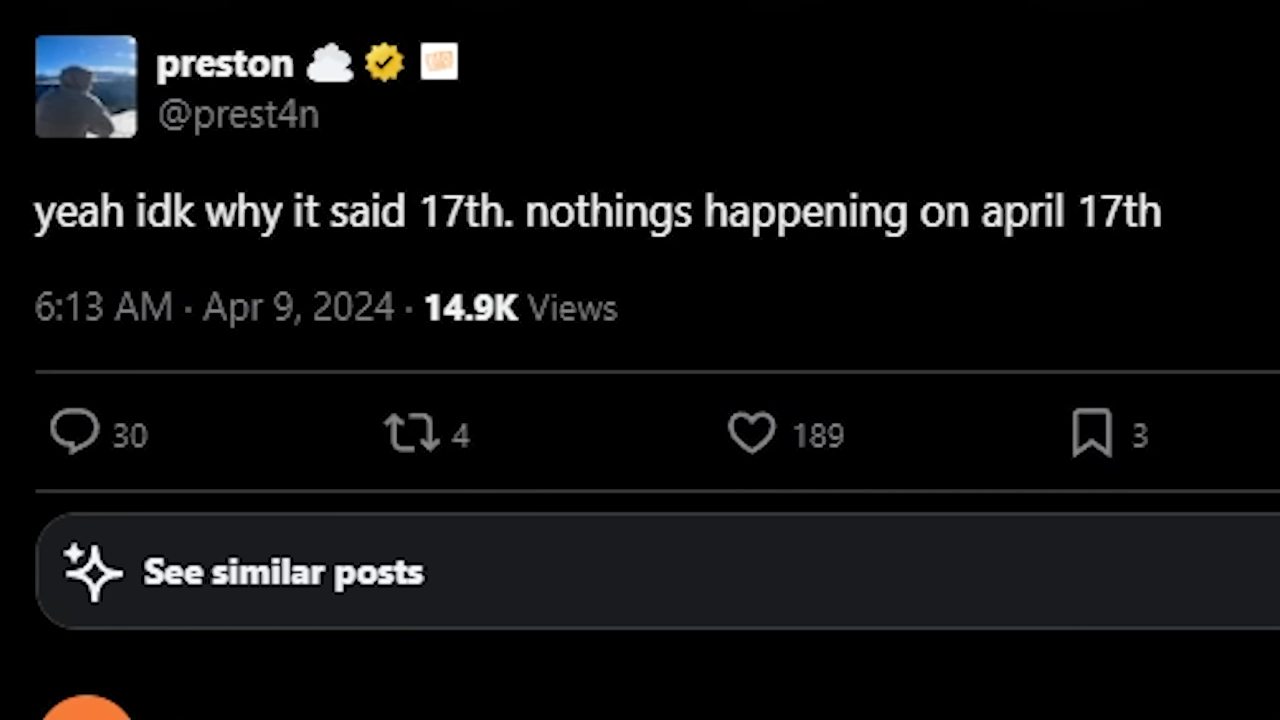 preston
@prest4n
yeah idk why it said 17th. nothings happening on april 17th
6:13 AM · Apr 9, 2024 · 14.9K Views
30 4 189 3
See similar posts